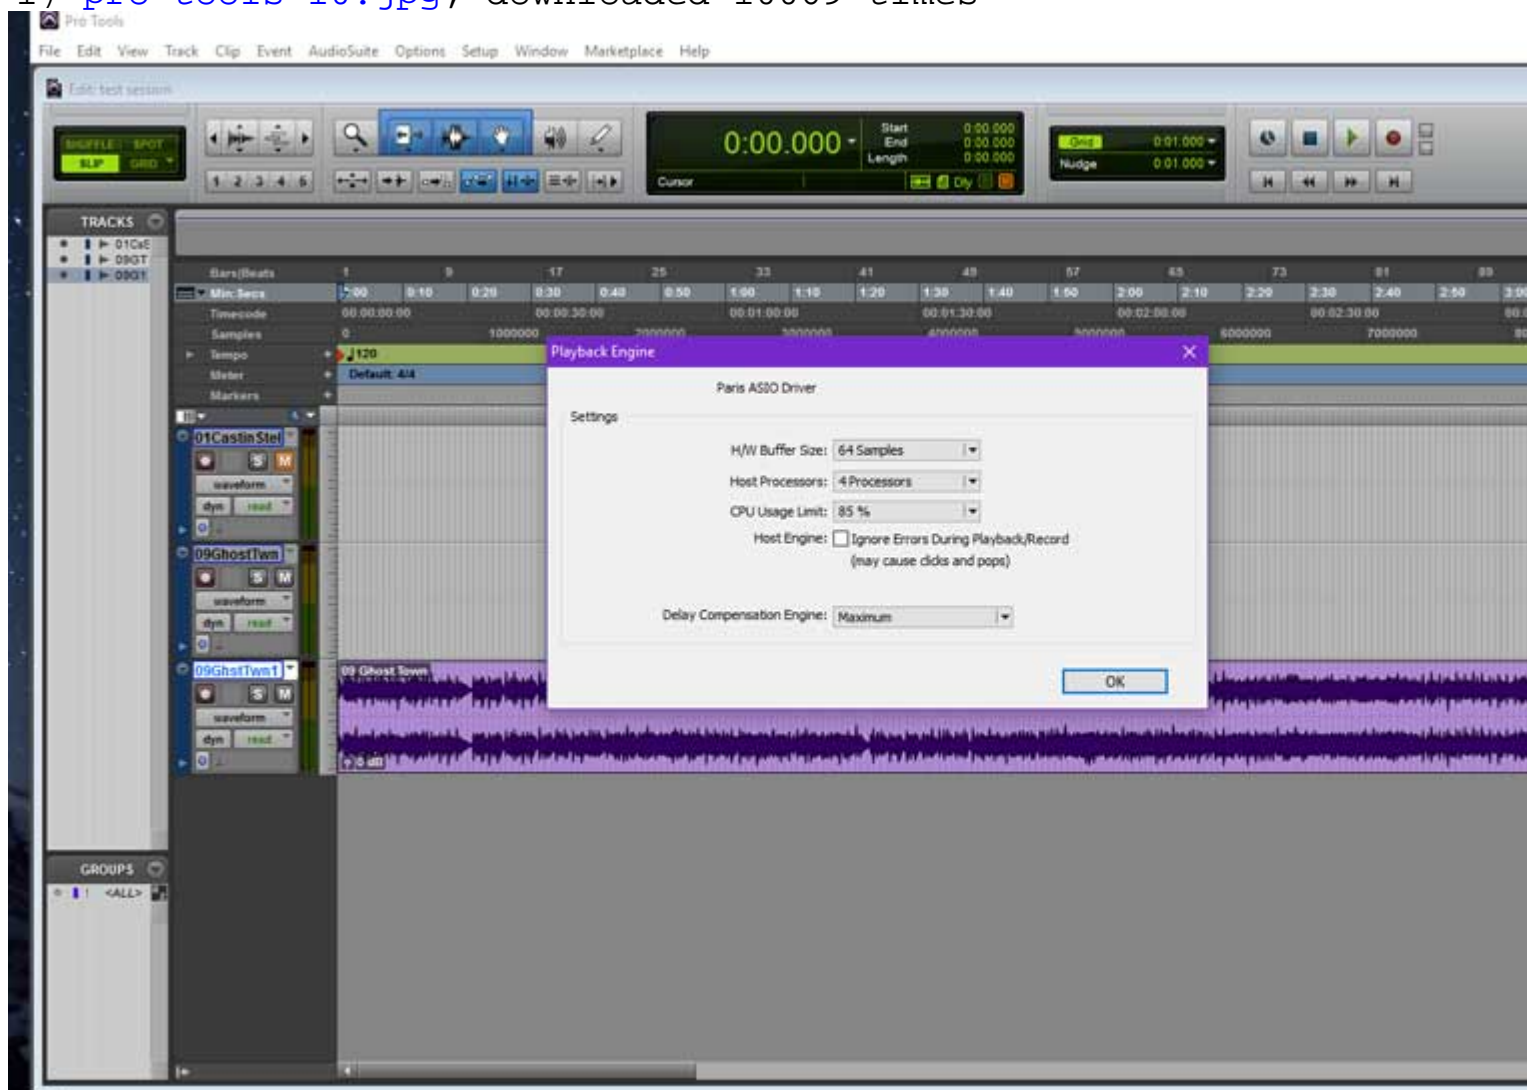 Pro Tools
File Edit View Track Clip Event AudioSuite Options Setup Window Marketplace Help
Edit: test session
SHUFFLE SPOT
SLIP GRID
1 2 3 4 5
0:00.000
Start 0:00.000
End 0:00.000
Length 0:00.000
Cursor
Dly
Grid 0:01.000
Nudge 0:01.000
TRACKS
01CsS
09GT
09GT
Bars|Beats 1 9 17 25 33 41 49 57 65 73 81 89
Min:Secs 0:00 0:10 0:20 0:30 0:40 0:50 1:00 1:10 1:20 1:30 1:40 1:50 2:00 2:10 2:20 2:30 2:40 2:50 3:00
Timecode 00:00:00:00 00:00:30:00 00:01:00:00 00:01:30:00 00:02:00:00 00:02:30:00
Samples 0 1000000 2000000 3000000 4000000 5000000 6000000 7000000
Tempo 120
Meter Default: 4/4
Markers
Playback Engine
Paris ASIO Driver
Settings
H/W Buffer Size: 64 Samples
Host Processors: 4 Processors
CPU Usage Limit: 85 %
Host Engine: Ignore Errors During Playback/Record
(may cause clicks and pops)
Delay Compensation Engine: Maximum
OK
01CastinStel
S M
waveform
dyn read
09GhostTwn
S M
waveform
dyn read
09GhstTwn1
S M
waveform
dyn read
09 Ghost Town
0 dB
GROUPS
! <ALL>